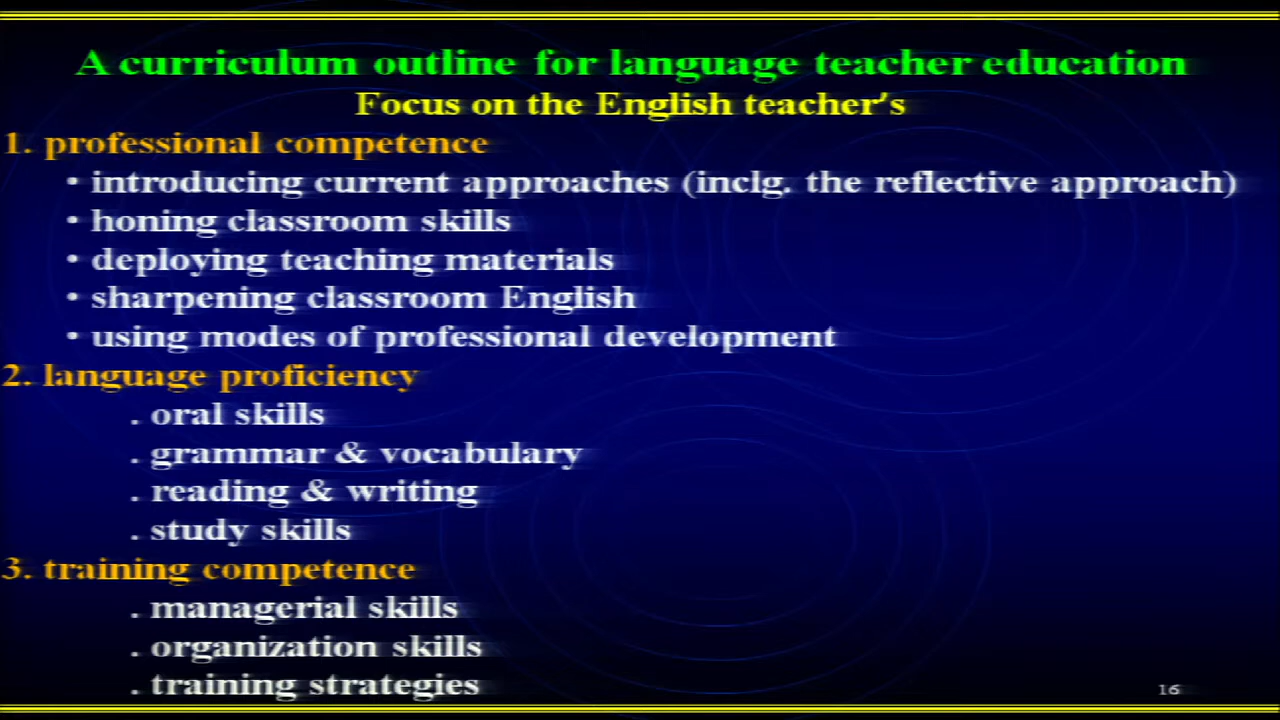 A curriculum outline for language teacher education
Focus on the English teacher's
1. professional competence
• introducing current approaches (inclg. the reflective approach)
• honing classroom skills
• deploying teaching materials
• sharpening classroom English
• using modes of professional development
2. language proficiency
. oral skills
. grammar & vocabulary
. reading & writing
. study skills
3. training competence
. managerial skills
. organization skills
. training strategies
16